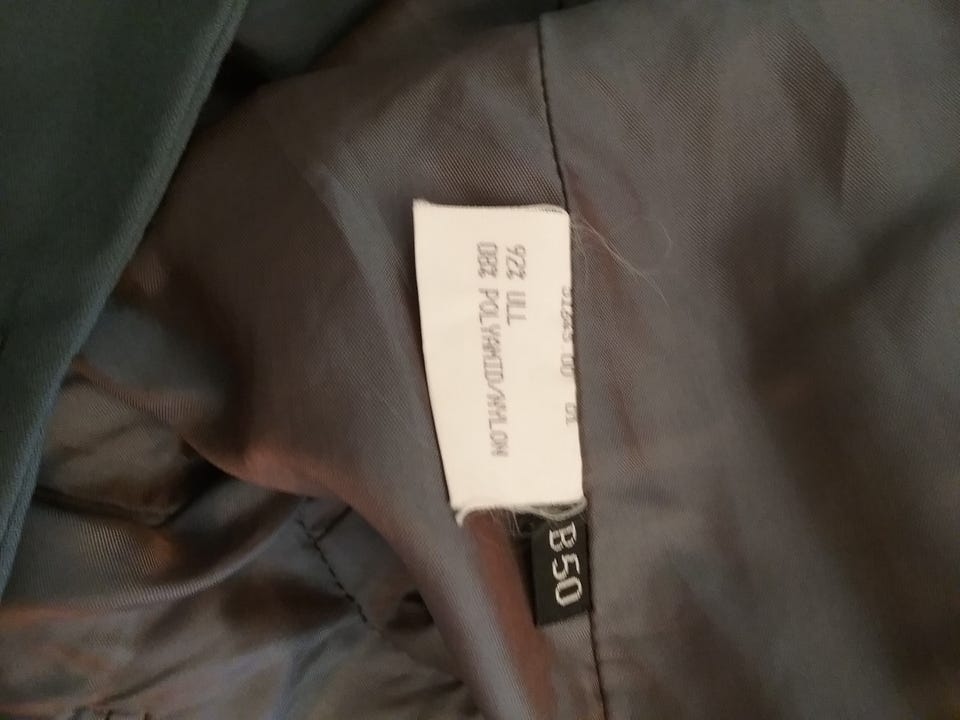 92% ULL
08% POLYAMID/NYLON
B50